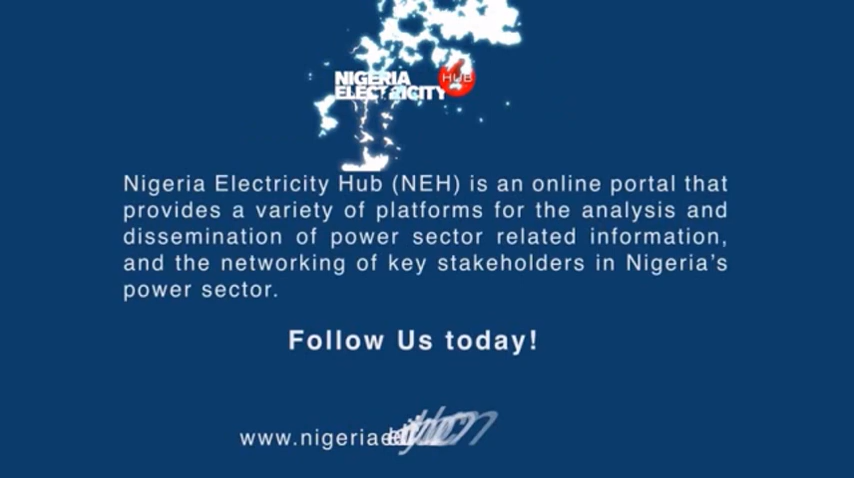 NIGERIA
ELECTRICITY HUB
Nigeria Electricity Hub (NEH) is an online portal that
provides a variety of platforms for the analysis and
dissemination of power sector related information,
and the networking of key stakeholders in Nigeria's
power sector.
Follow Us today!